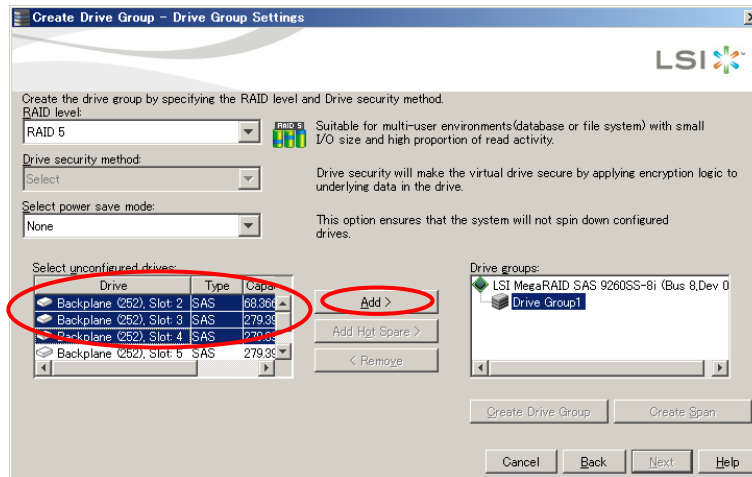 Create Drive Group - Drive Group Settings
LSI
Create the drive group by specifying the RAID level and Drive security method.
RAID level:
RAID 5
RAID 5
Suitable for multi-user environments(database or file system) with small
I/O size and high proportion of read activity.
Drive security method:
Select
Drive security will make the virtual drive secure by applying encryption logic to
underlying data in the drive.
Select power save mode:
None
This option ensures that the system will not spin down configured
drives.
Select unconfigured drives:
Drive Type Capa
Backplane (252), Slot: 2 SAS 68.366
Backplane (252), Slot: 3 SAS 279.39
Backplane (252), Slot: 4 SAS 279.39
Backplane (252), Slot: 5 SAS 279.39
Add >
Add Hot Spare >
< Remove
Drive groups:
LSI MegaRAID SAS 9260SS-8i (Bus 8,Dev 0
Drive Group1
Create Drive Group
Create Span
Cancel
Back
Next
Help